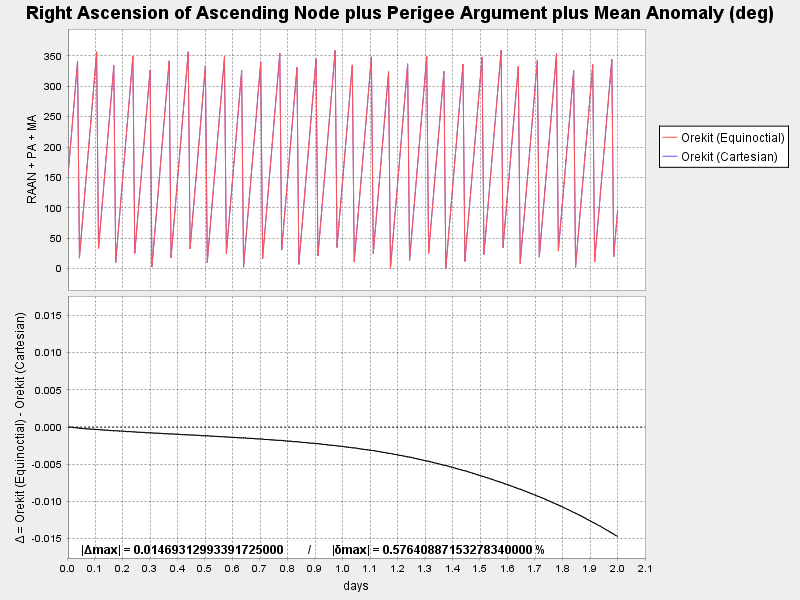 Right Ascension of Ascending Node plus Perigee Argument plus Mean Anomaly (deg)
RAAN + PA + MA
350
300
250
200
150
100
50
0
Orekit (Equinoctial)
Orekit (Cartesian)
Δ = Orekit (Equinoctial) - Orekit (Cartesian)
0.015
0.010
0.005
0.000
-0.005
-0.010
-0.015
|Δmax| = 0.01469312993391725000 / |δmax| = 0.57640887153278340000 %
0.0 0.1 0.2 0.3 0.4 0.5 0.6 0.7 0.8 0.9 1.0 1.1 1.2 1.3 1.4 1.5 1.6 1.7 1.8 1.9 2.0 2.1
days